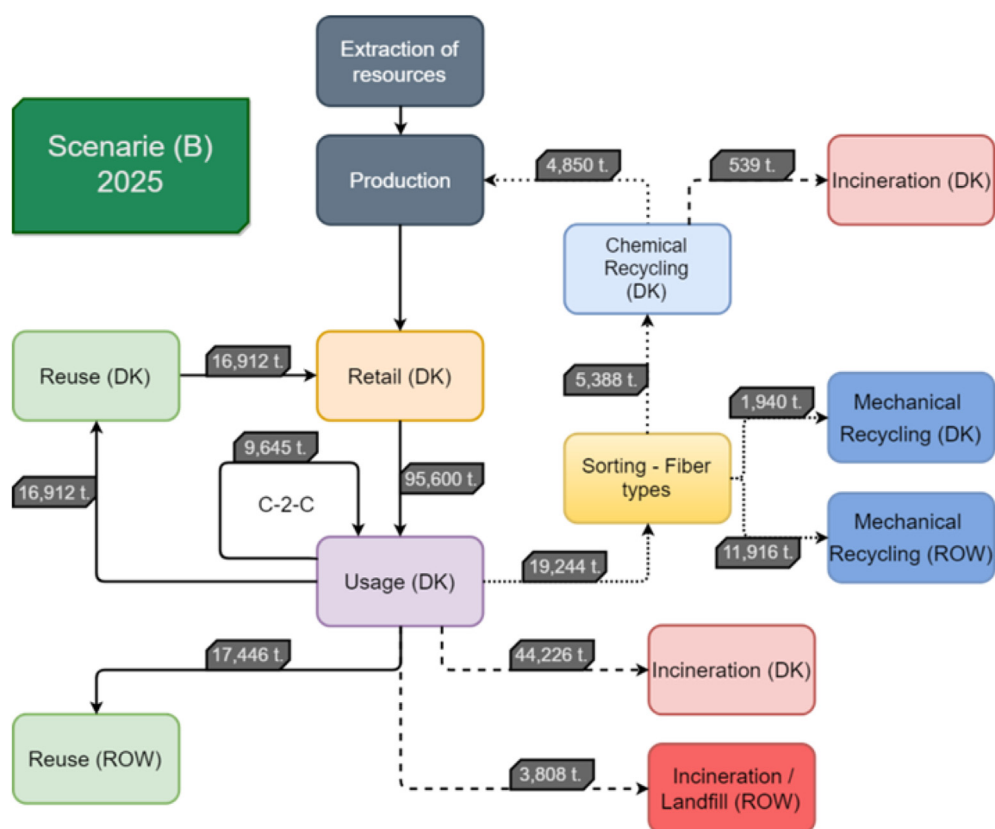 Extraction of
resources
Scenarie (B)
2025
Production
4,850 t.
539 t.
Incineration (DK)
Chemical
Recycling
(DK)
Reuse (DK)
16,912 t.
Retail (DK)
5,388 t.
1,940 t.
Mechanical
Recycling (DK)
9,645 t.
C-2-C
95,600 t.
16,912 t.
Sorting - Fiber
types
Mechanical
Recycling (ROW)
11,916 t.
Usage (DK)
19,244 t.
17,446 t.
44,226 t.
Incineration (DK)
Reuse (ROW)
3,808 t.
Incineration /
Landfill (ROW)